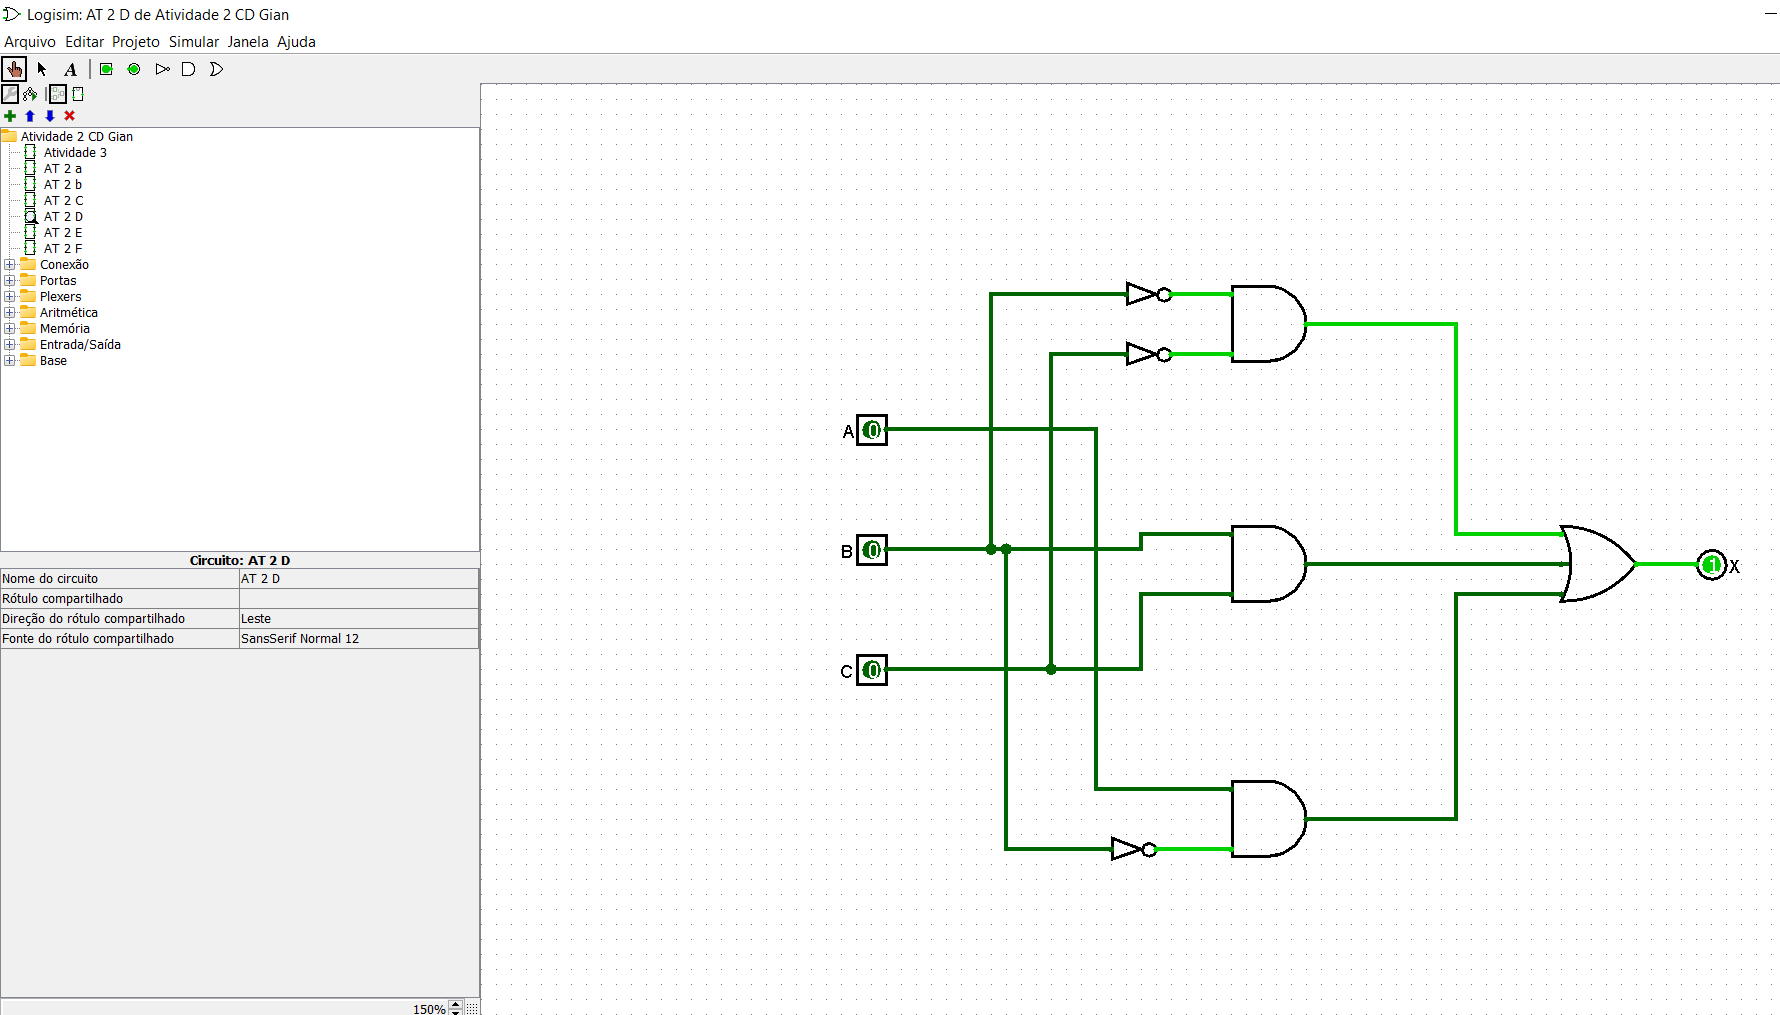 Logisim: AT 2 D de Atividade 2 CD Gian
Arquivo Editar Projeto Simular Janela Ajuda
A
Atividade 2 CD Gian
Atividade 3
AT 2 a
AT 2 b
AT 2 C
AT 2 D
AT 2 E
AT 2 F
Conexão
Portas
Plexers
Aritmética
Memória
Entrada/Saída
Base
Circuito: AT 2 D
Nome do circuito AT 2 D
Rótulo compartilhado
Direção do rótulo compartilhado Leste
Fonte do rótulo compartilhado SansSerif Normal 12
150%
A 0
B 0
C 0
1 X